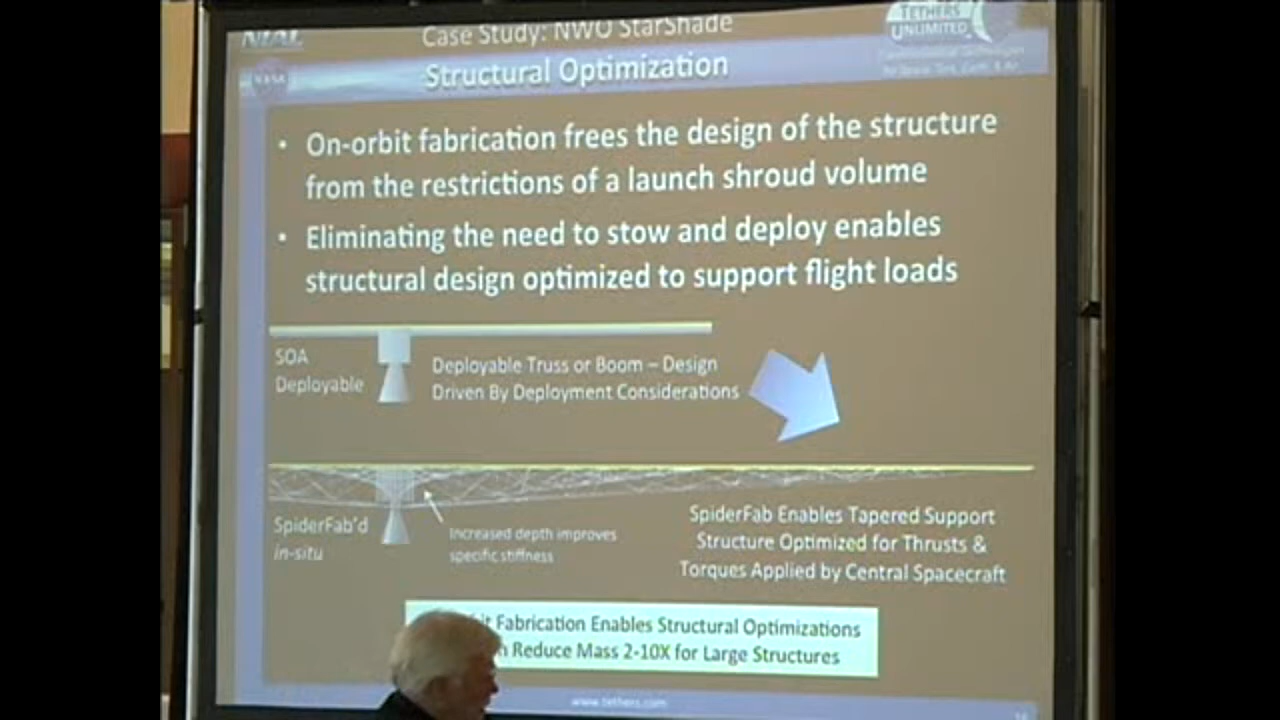 NIAC
Case Study: NWO StarShade
TETHERS
UNLIMITED
NASA
Structural Optimization
• On-orbit fabrication frees the design of the structure
from the restrictions of a launch shroud volume
• Eliminating the need to stow and deploy enables
structural design optimized to support flight loads
SOA
Deployable
Deployable Truss or Boom – Design
Driven By Deployment Considerations
SpiderFab'd
in-situ
Increased depth improves
specific stiffness
SpiderFab Enables Tapered Support
Structure Optimized for Thrusts &
Torques Applied by Central Spacecraft
Fabrication Enables Structural Optimizations
Reduce Mass 2-10X for Large Structures
www.tethers.com